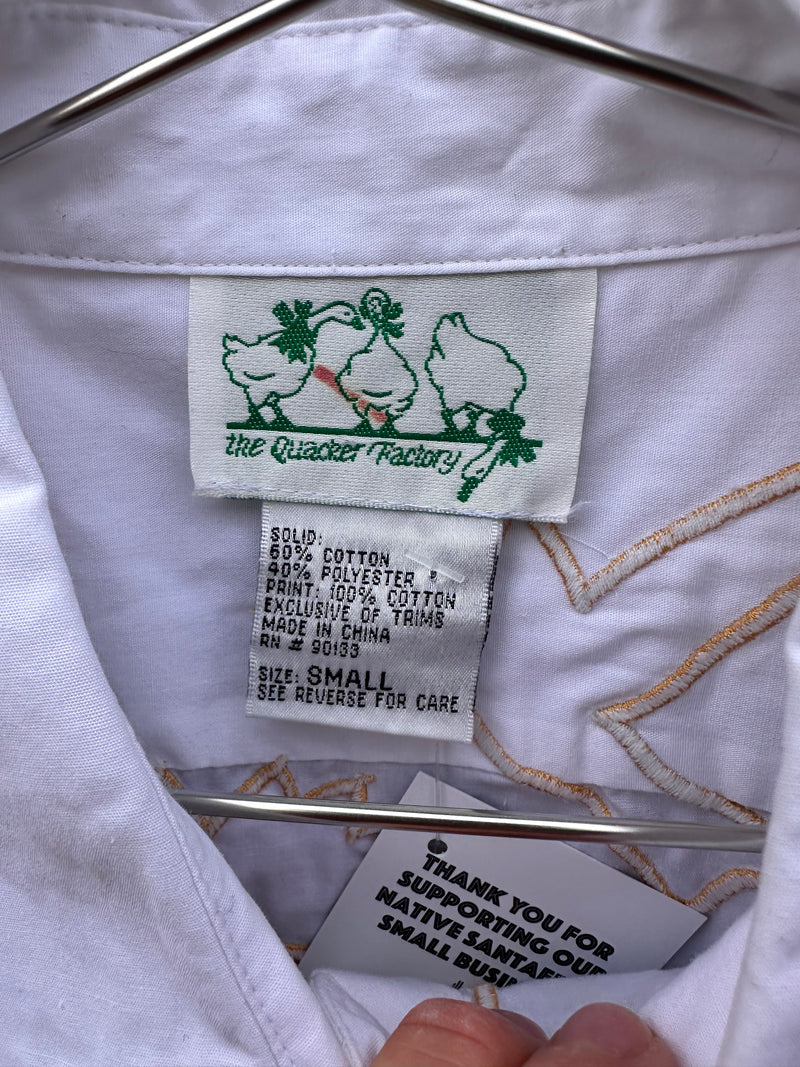 the Quacker Factory
SOLID:
60% COTTON
40% POLYESTER
PRINT: 100% COTTON
EXCLUSIVE OF TRIMS
MADE IN CHINA
RN # 90133
SIZE: SMALL
SEE REVERSE FOR CARE
THANK YOU FOR
SUPPORTING OUR
NATIVE SANTAFE
SMALL